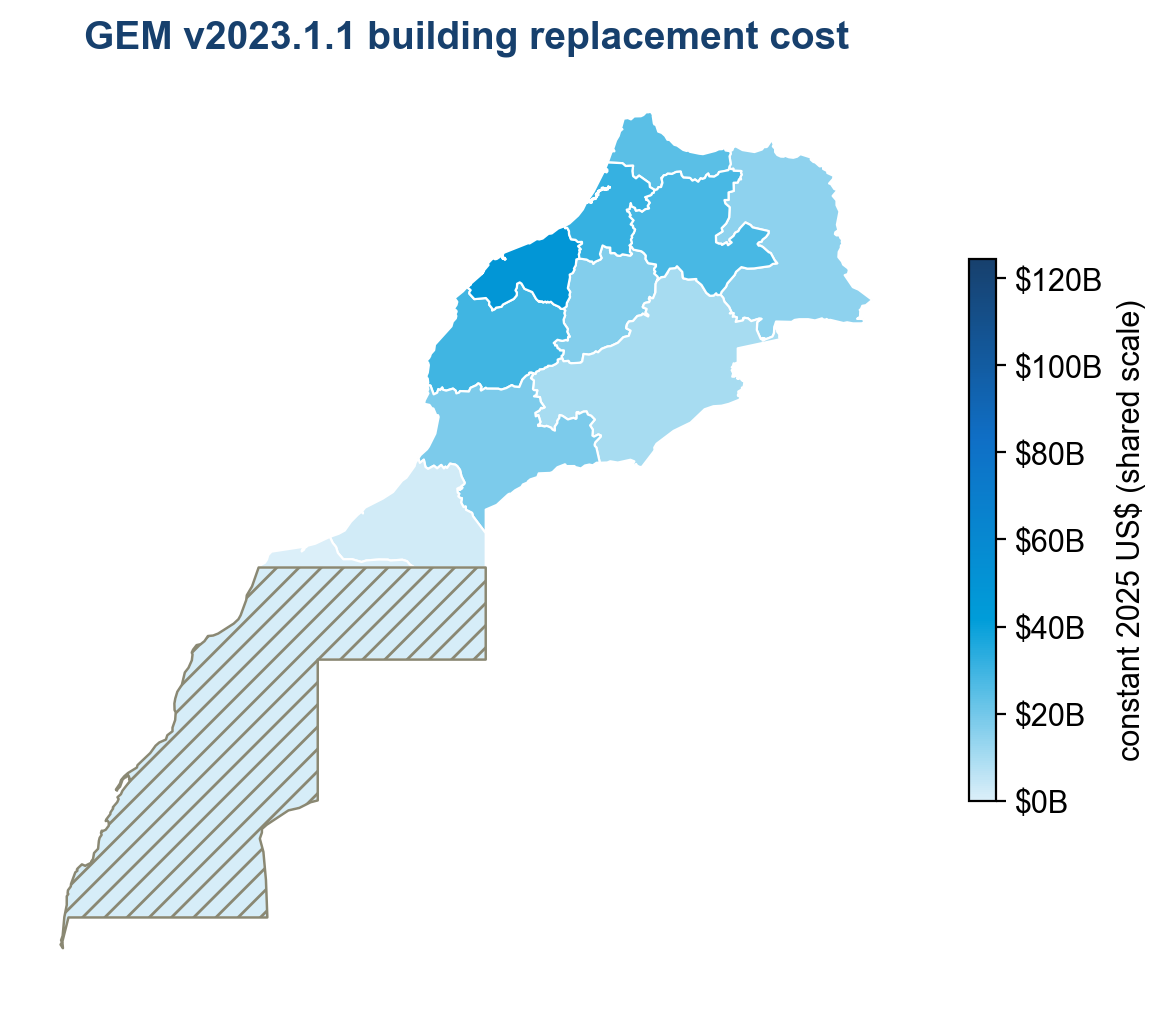 GEM v2023.1.1 building replacement cost
$120B
$100B
$80B
$60B
$40B
$20B
$0B
constant 2025 US$ (shared scale)